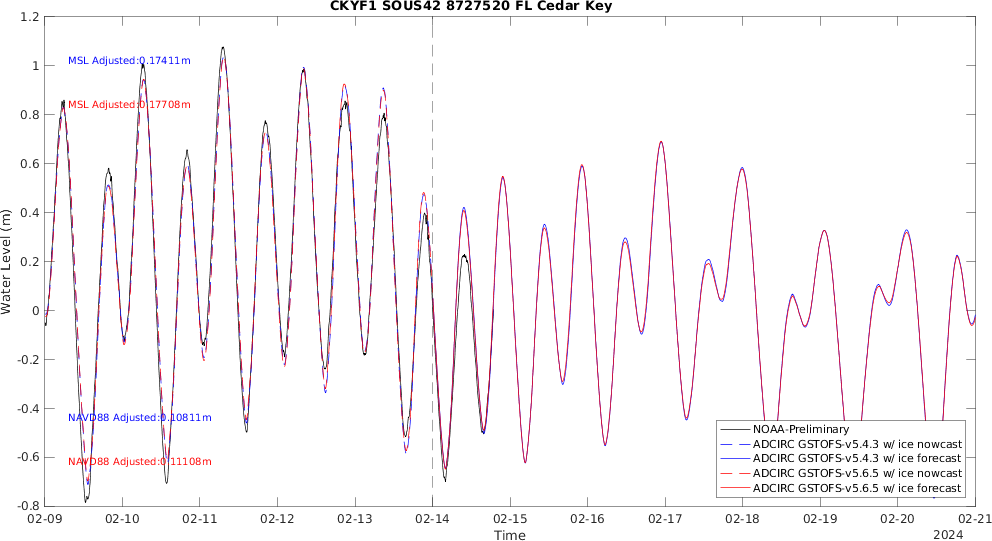 CKYF1 SOUS42 8727520 FL Cedar Key
1.2
1
0.8
0.6
0.4
0.2
0
-0.2
-0.4
-0.6
-0.8
Water Level (m)
MSL Adjusted:0.17411m
MSL Adjusted:0.17708m
NAVD88 Adjusted:0.10811m
NAVD88 Adjusted:0.11108m
NOAA-Preliminary
ADCIRC GSTOFS-v5.4.3 w/ ice nowcast
ADCIRC GSTOFS-v5.4.3 w/ ice forecast
ADCIRC GSTOFS-v5.6.5 w/ ice nowcast
ADCIRC GSTOFS-v5.6.5 w/ ice forecast
02-09 02-10 02-11 02-12 02-13 02-14 02-15 02-16 02-17 02-18 02-19 02-20 02-21
Time
2024